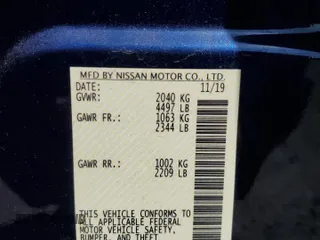 MFD BY NISSAN MOTOR CO., LTD.
DATE: 11/19
GVWR: 2040 KG
4497 LB
GAWR FR.: 1063 KG
2344 LB
GAWR RR.: 1002 KG
2209 LB
THIS VEHICLE CONFORMS TO
ALL APPLICABLE FEDERAL
MOTOR VEHICLE SAFETY,
BUMPER, AND THEFT